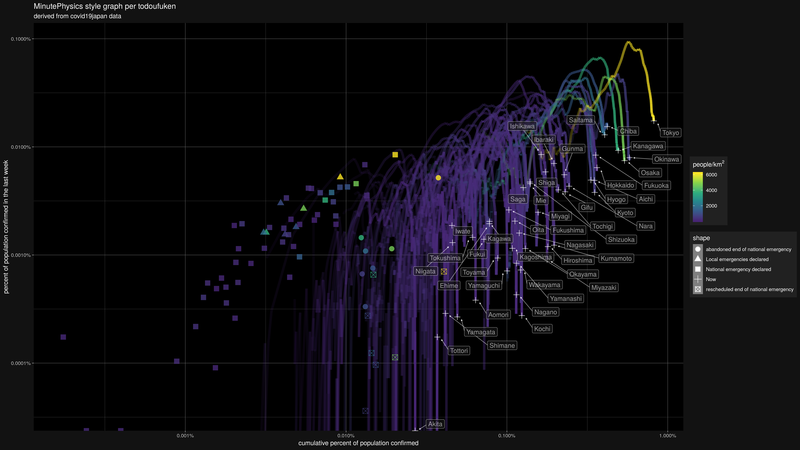 MinutePhysics style graph per todoufuken
derived from covid19japan data
percent of population confirmed in the last week
0.1000%
0.0100%
0.0010%
0.0001%
Ishikawa
Saitama
Chiba
Tokyo
Ibaraki
Gunma
Kanagawa
Okinawa
Osaka
Shiga
Hokkaido
Fukuoka
Saga
Mie
Hyogo
Aichi
Gifu
Kyoto
Miyagi
Nara
Tochigi
Iwate
Oita
Fukushima
Shizuoka
Kagawa
Nagasaki
Tokushima
Fukui
Kagoshima
Hiroshima
Kumamoto
Niigata
Toyama
Okayama
Ehime
Yamaguchi
Wakayama
Miyazaki
Yamanashi
Aomori
Nagano
Kochi
Yamagata
Shimane
Tottori
Akita
0.001%
0.010%
0.100%
1.000%
cumulative percent of population confirmed
people/km²
6000
4000
2000
shape
abandoned end of national emergency
Local emergencies declared
National emergency declared
Now
rescheduled end of national emergency